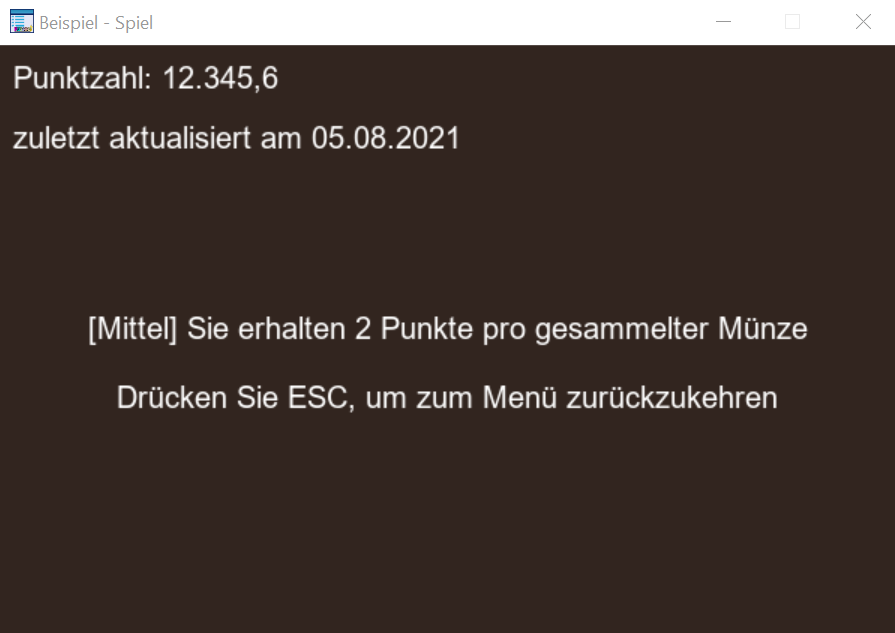 Beispiel - Spiel
Punktzahl: 12.345,6
zuletzt aktualisiert am 05.08.2021
[Mittel] Sie erhalten 2 Punkte pro gesammelter Münze
Drücken Sie ESC, um zum Menü zurückzukehren